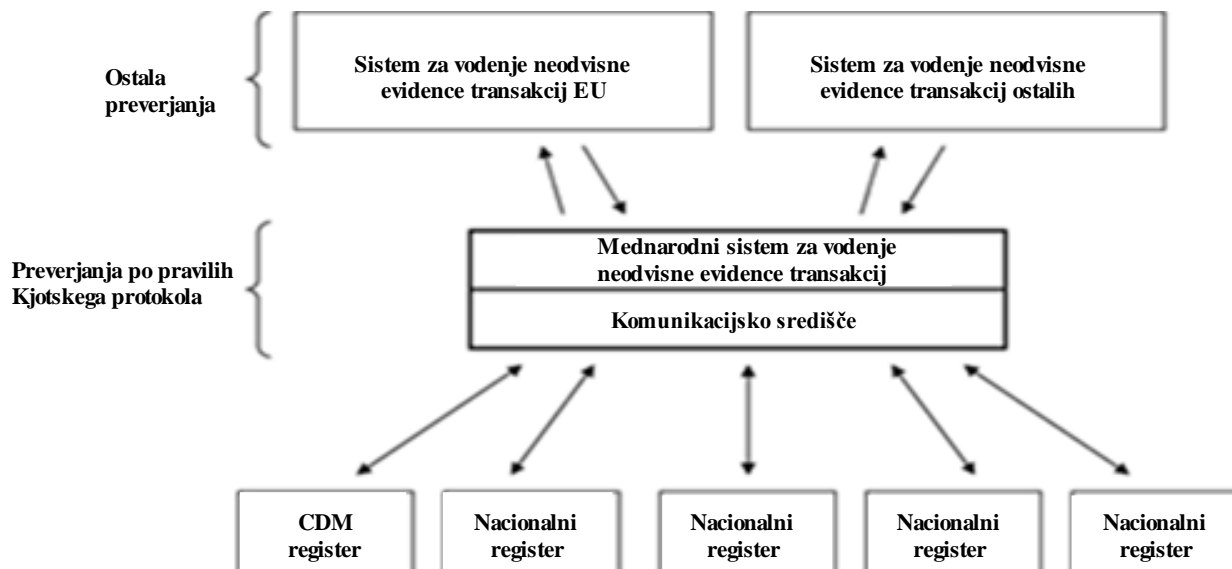 Ostala
preverjanja
Sistem za vodenje neodvisne
evidence transakcij EU
Sistem za vodenje neodvisne
evidence transakcij ostalih
Preverjanja po pravilih
Kjotskega protokola
Mednarodni sistem za vodenje
neodvisne evidence transakcij
Komunikacijsko središče
CDM
register
Nacionalni
register
Nacionalni
register
Nacionalni
register
Nacionalni
register